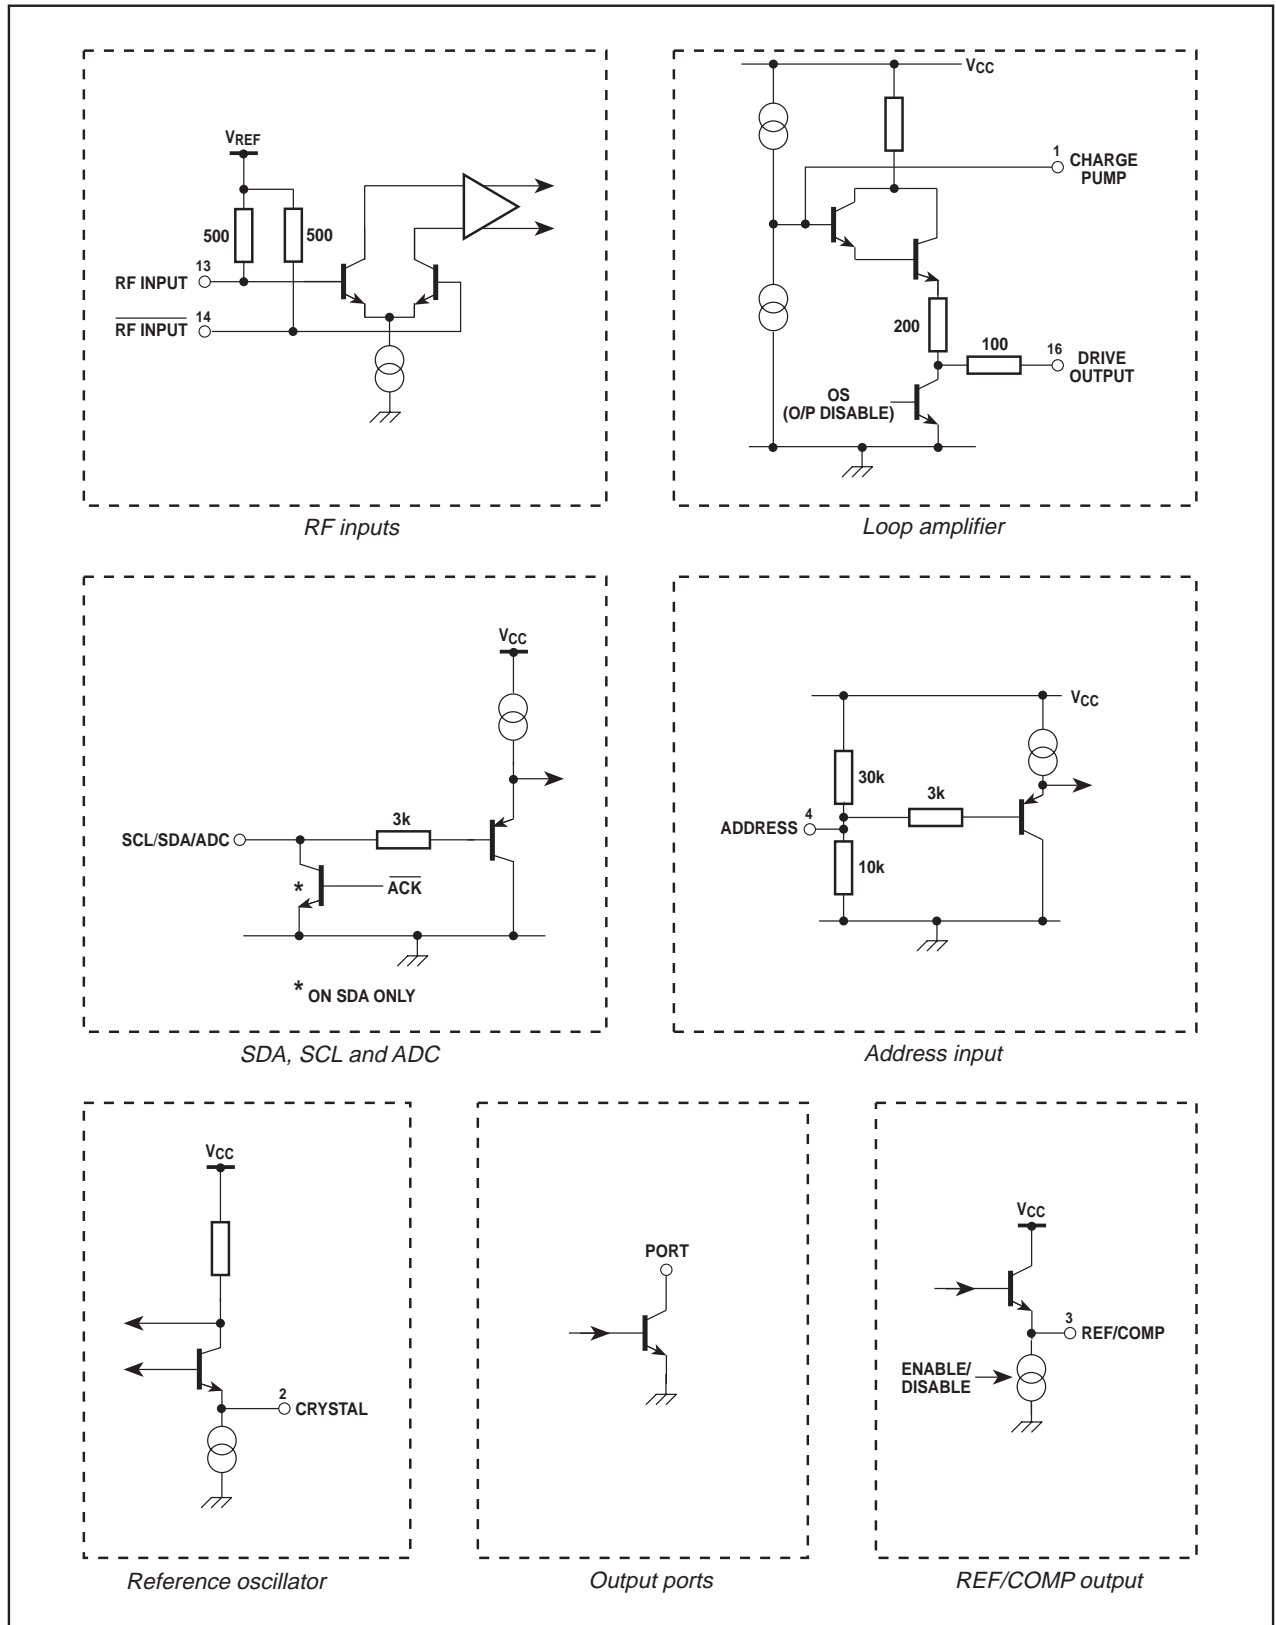 VREF
500
500
13
RF INPUT
14
RF INPUT
RF inputs
VCC
1
CHARGE
PUMP
200
100
16
DRIVE
OUTPUT
OS
(O/P DISABLE)
Loop amplifier
VCC
3k
SCL/SDA/ADC
*
ACK
* ON SDA ONLY
SDA, SCL and ADC
VCC
30k
3k
4
ADDRESS
10k
Address input
VCC
2
CRYSTAL
Reference oscillator
PORT
Output ports
VCC
3
REF/COMP
ENABLE/
DISABLE
REF/COMP output